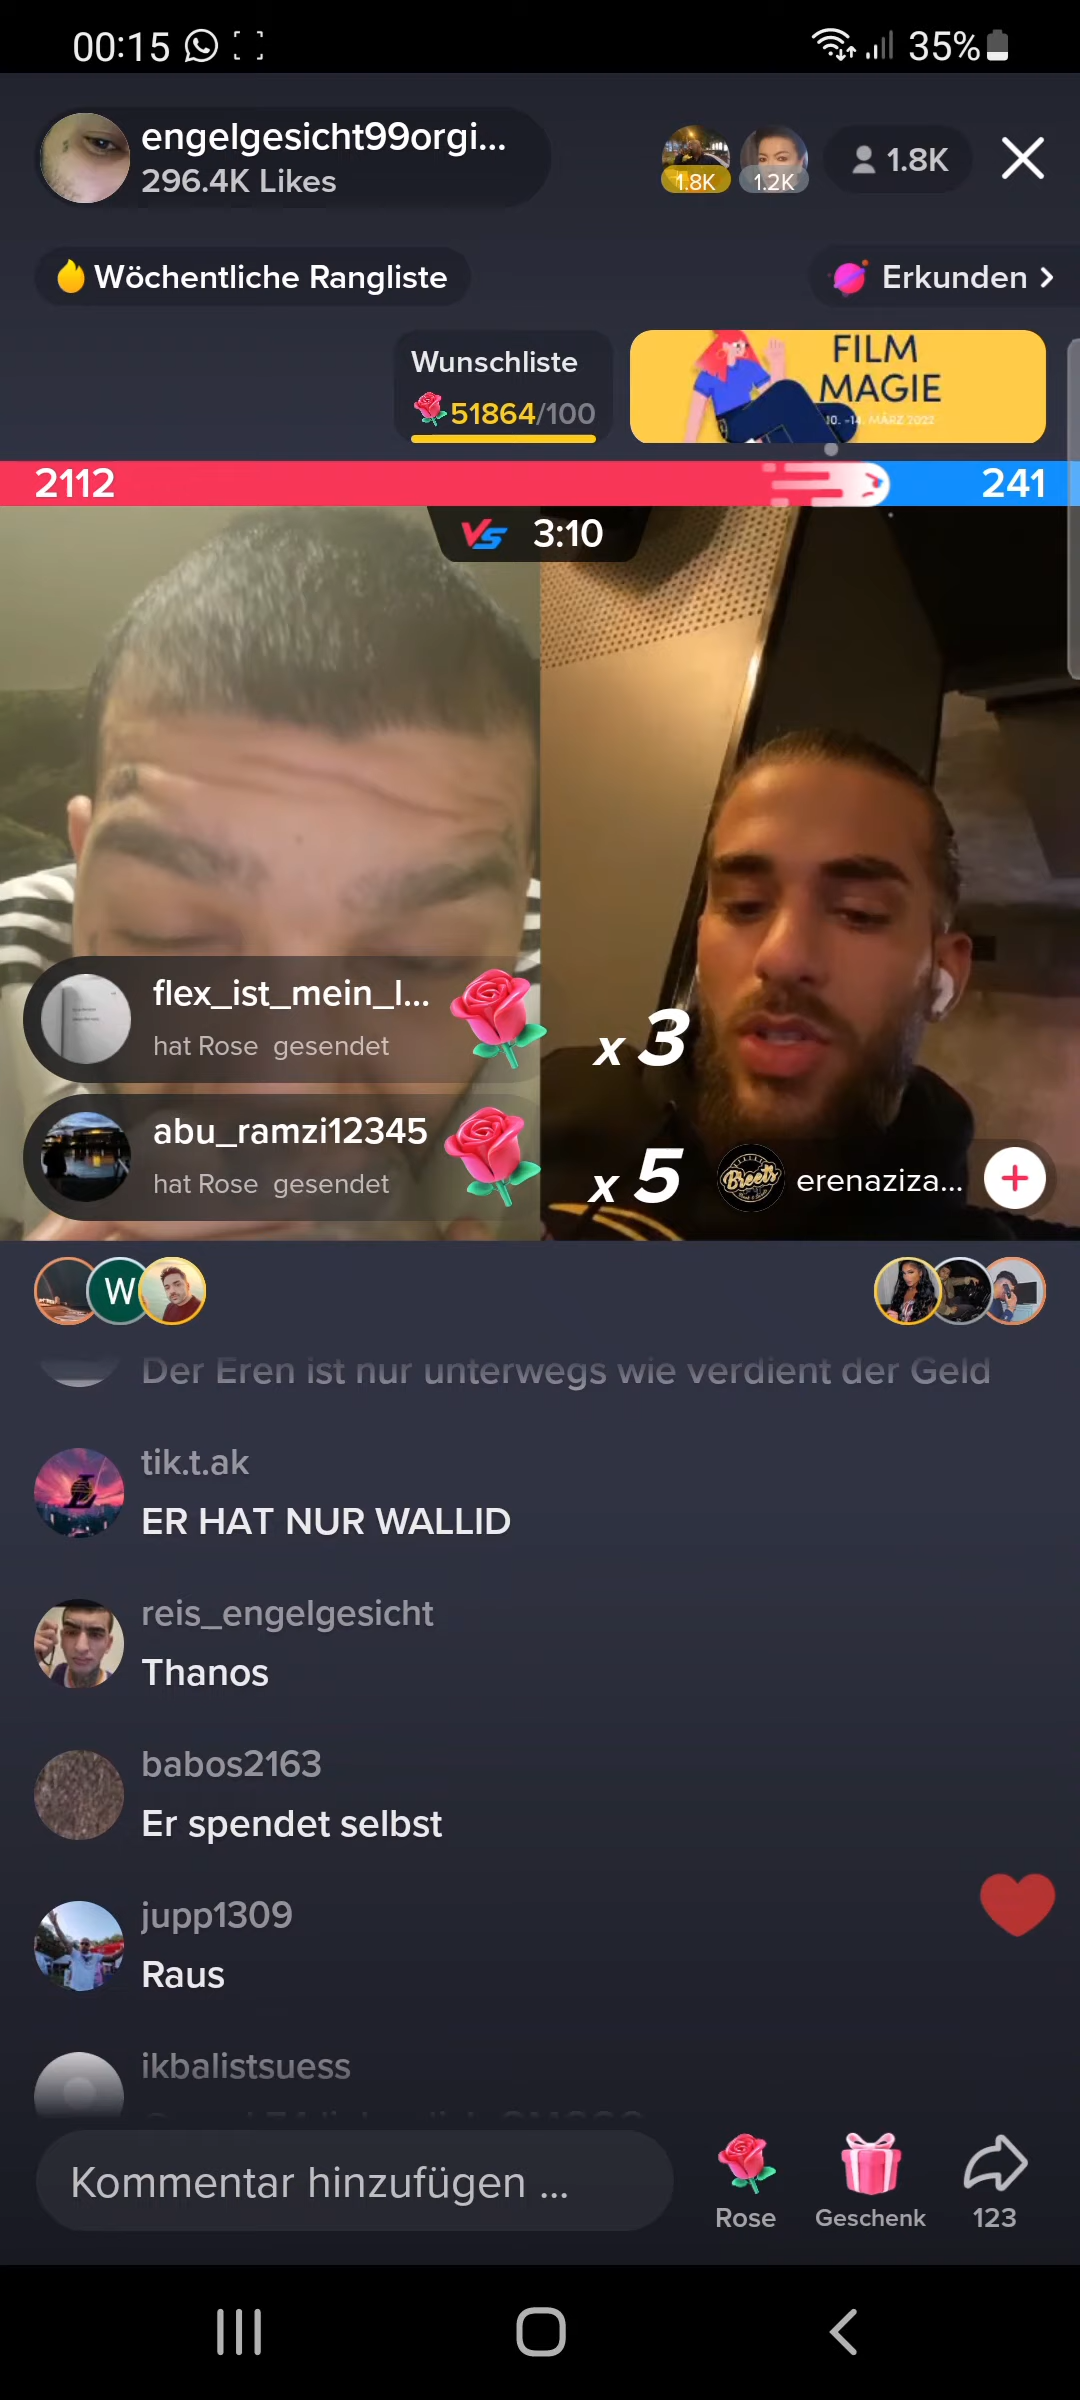 00:15
35%
engelgesicht99orgi...
296.4K Likes
1.8K
1.2K
1.8K
Wöchentliche Rangliste
Erkunden
Wunschliste
51864/100
FILM
MAGIE
10. -14. MÄRZ 2022
2112
241
VS 3:10
flex_ist_mein_l...
hat Rose gesendet
x 3
abu_ramzi12345
hat Rose gesendet
x 5
Breets
erenaziza...
W
Der Eren ist nur unterwegs wie verdient der Geld
tik.t.ak
ER HAT NUR WALLID
reis_engelgesicht
Thanos
babos2163
Er spendet selbst
jupp1309
Raus
ikbalistsuess
Kommentar hinzufügen ...
Rose
Geschenk
123